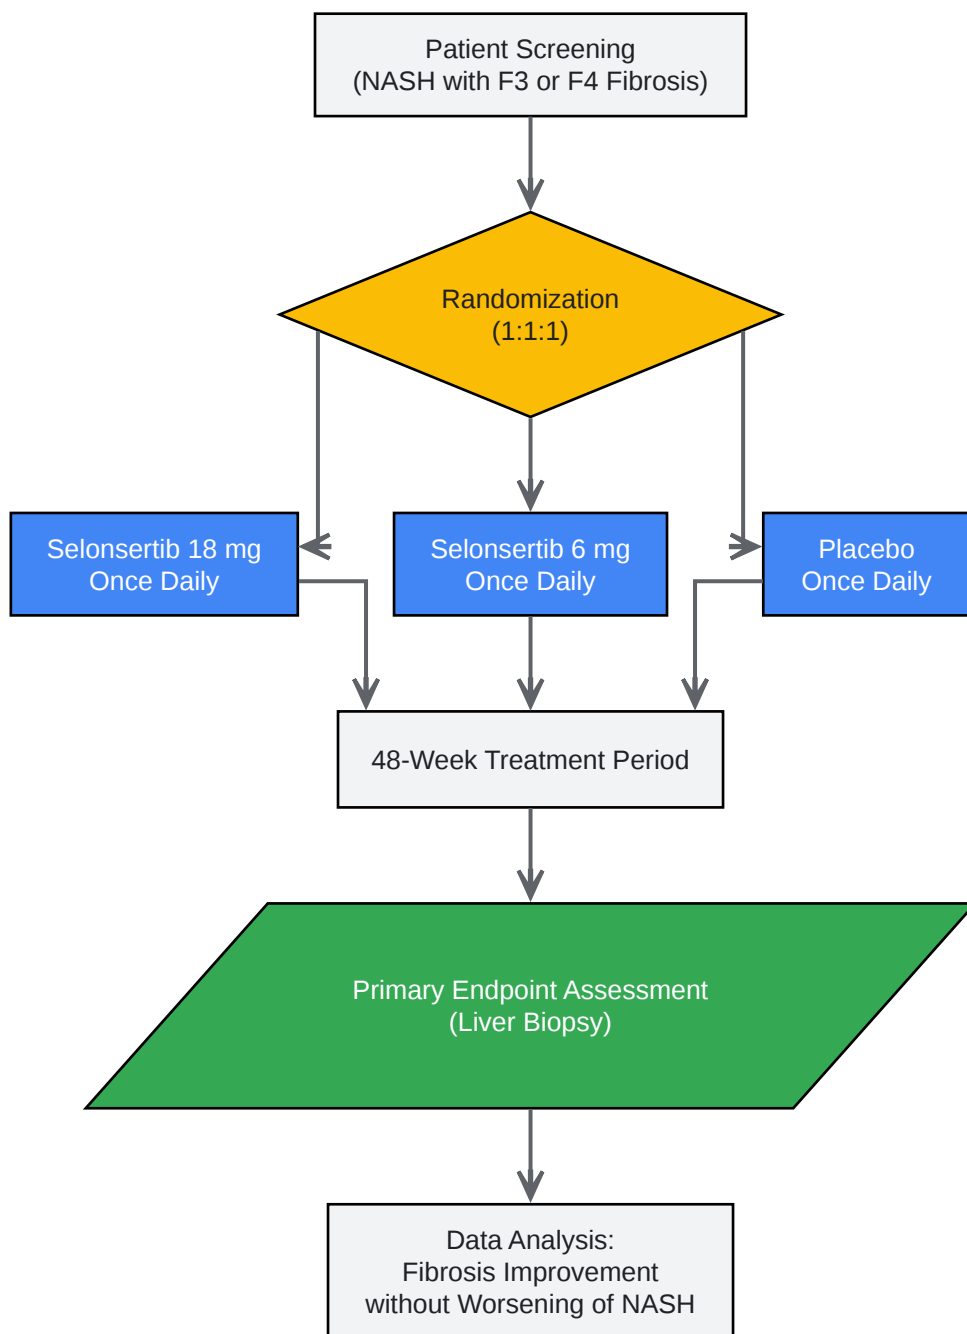 Patient Screening
(NASH with F3 or F4 Fibrosis)
Randomization
(1:1:1)
Selonsertib 18 mg
Once Daily
Selonsertib 6 mg
Once Daily
Placebo
Once Daily
48-Week Treatment Period
Primary Endpoint Assessment
(Liver Biopsy)
Data Analysis:
Fibrosis Improvement
without Worsening of NASH